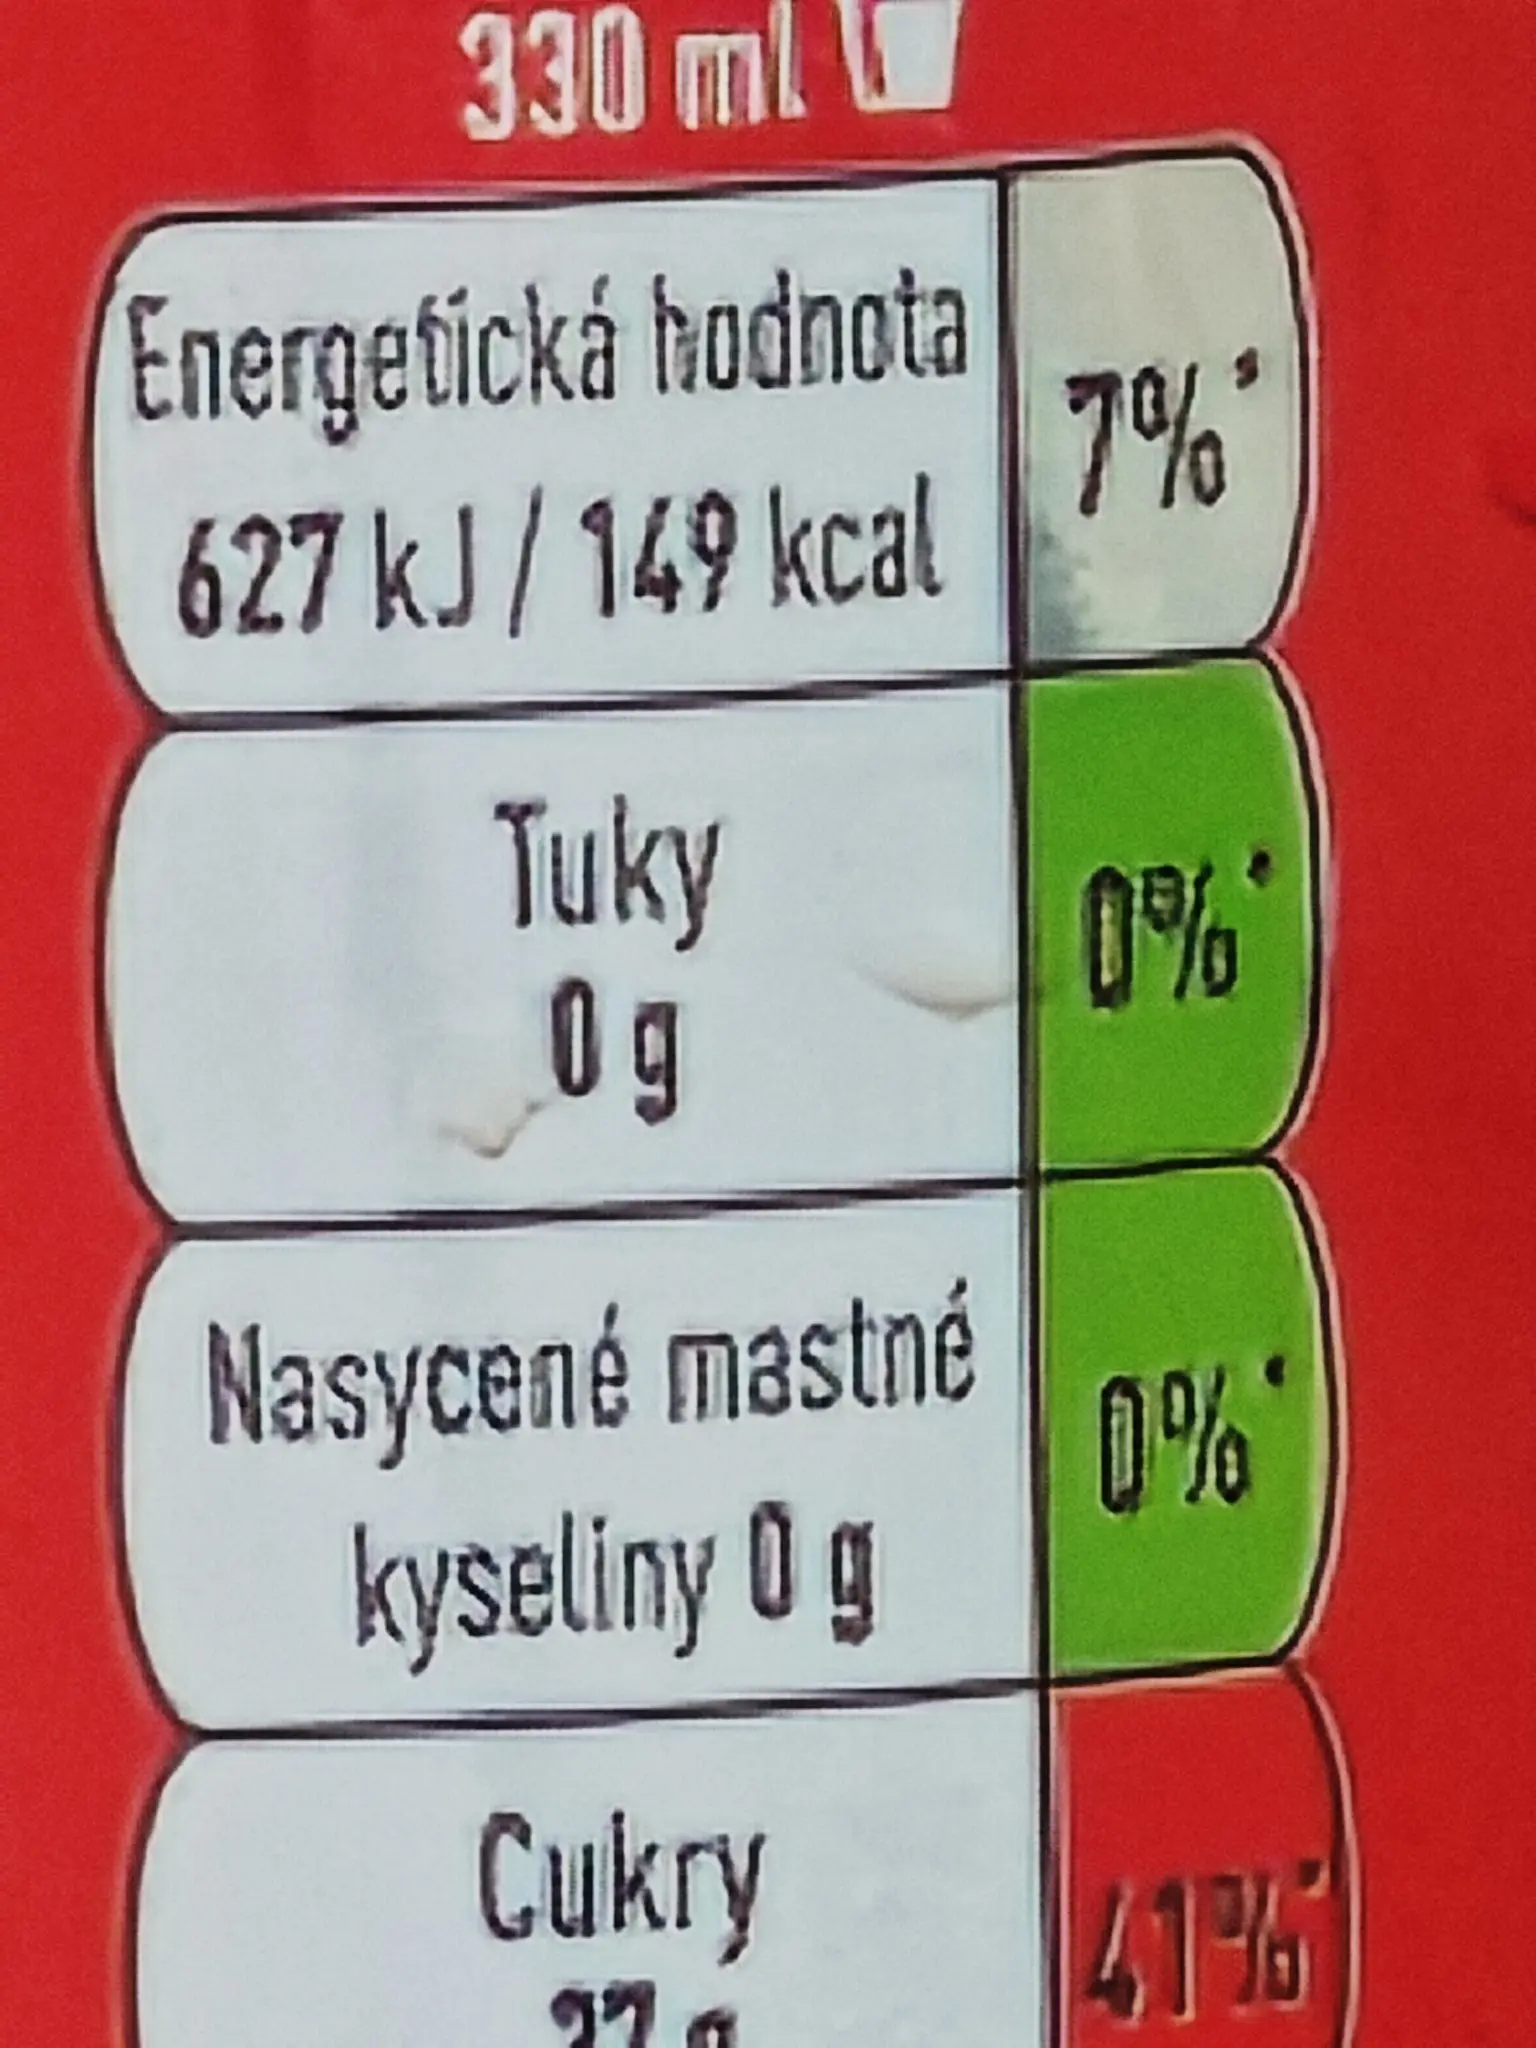 330 ml
Energetická hodnota
627 kJ / 149 kcal
7%*
Tuky
0 g
0%*
Nasycené mastné
kyseliny 0 g
0%*
Cukry
41%*
37 g